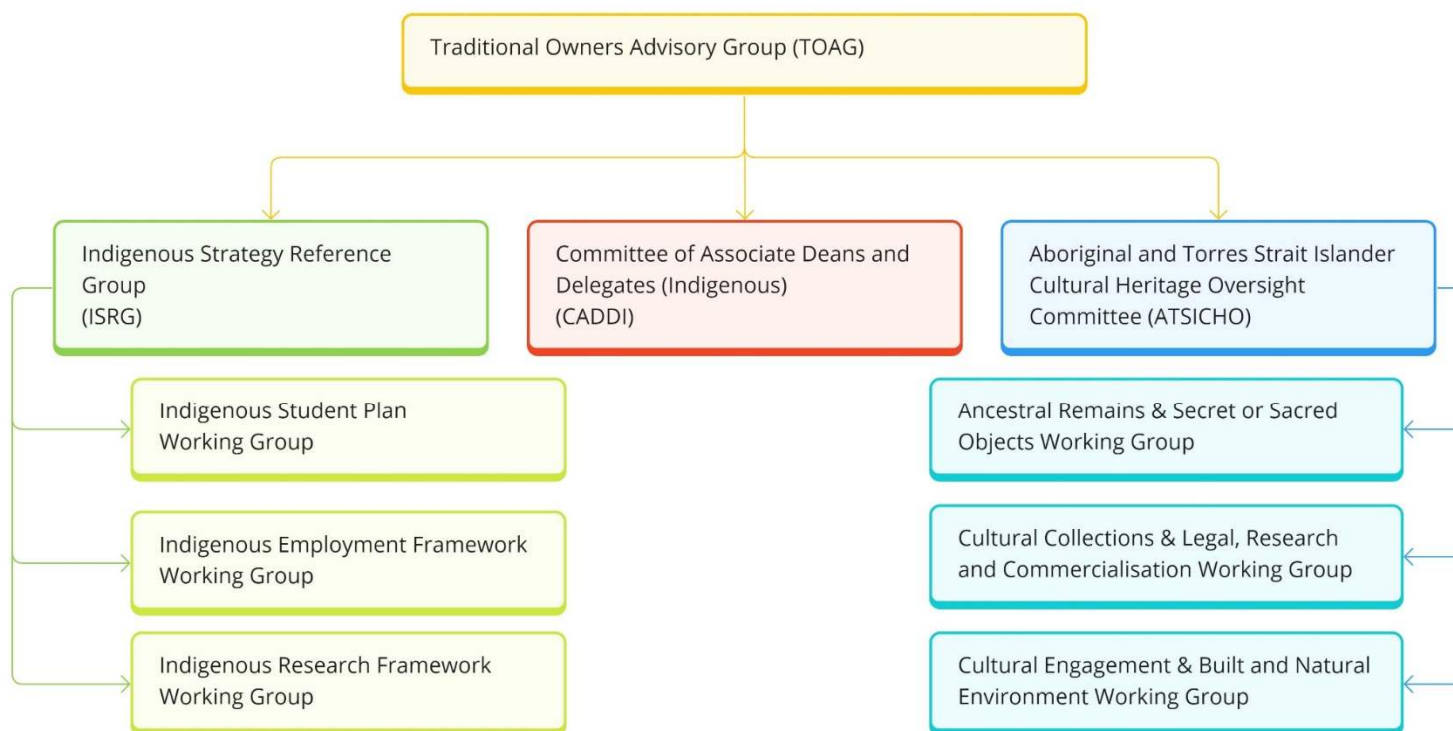 Traditional Owners Advisory Group (TOAG)
Indigenous Strategy Reference
Group
(ISRG)
Committee of Associate Deans and
Delegates (Indigenous)
(CADDI)
Aboriginal and Torres Strait Islander
Cultural Heritage Oversight
Committee (ATSICHO)
Indigenous Student Plan
Working Group
Indigenous Employment Framework
Working Group
Indigenous Research Framework
Working Group
Ancestral Remains & Secret or Sacred
Objects Working Group
Cultural Collections & Legal, Research
and Commercialisation Working Group
Cultural Engagement & Built and Natural
Environment Working Group